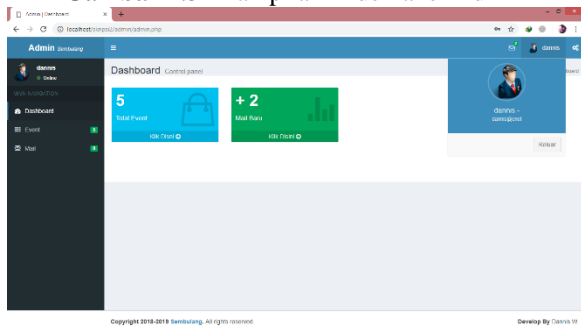 Admin | Dashboard
localhost/skripsi2/admin/admin.php
Admin Sembulang
dannis
dannis
Online
MAIN NAVIGATION
Dashboard
Event
Mail
Dashboard Control panel
5
Total Event
Klik Disini
+ 2
Mail Baru
Klik Disini
dannis -
Keluar
Copyright 2018-2019 Sembulang. All rights reserved.
Develop By Dannis W